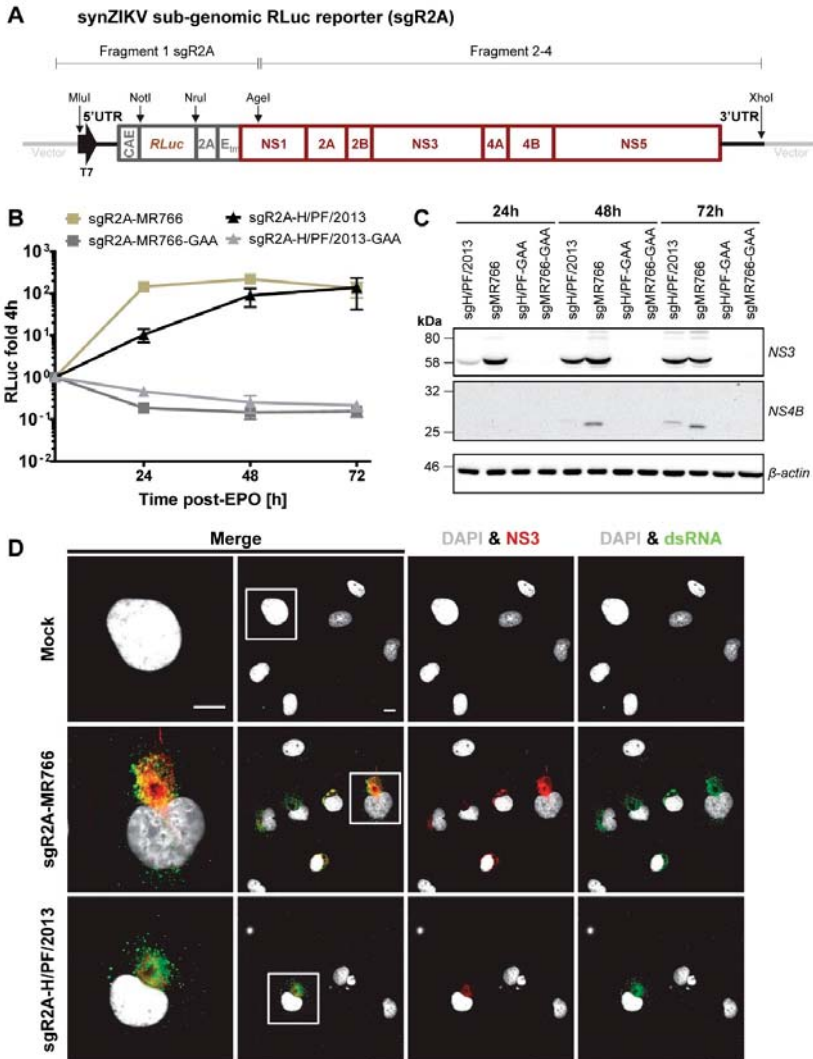 A synZIKV sub-genomic RLuc reporter (sgR2A)
Fragment 1 sgR2A
Fragment 2-4
MluI
5'UTR
NotI
NruI
AgeI
3'UTR
XhoI
Vector
T7
CAE
RLuc
2A
Etm
NS1
2A
2B
NS3
4A
4B
NS5
Vector
B
sgR2A-MR766
sgR2A-H/PF/2013
sgR2A-MR766-GAA
sgR2A-H/PF/2013-GAA
RLuc fold 4h
10³
10²
10¹
10⁰
10⁻¹
10⁻²
24
48
72
Time post-EPO [h]
C
24h
48h
72h
sgH/PF/2013
sgMR766
sgH/PF-GAA
sgMR766-GAA
sgH/PF/2013
sgMR766
sgH/PF-GAA
sgMR766-GAA
sgH/PF/2013
sgMR766
sgH/PF-GAA
sgMR766-GAA
kDa
80
58
NS3
32
25
NS4B
46
β-actin
D
Merge
DAPI & NS3
DAPI & dsRNA
Mock
sgR2A-MR766
sgR2A-H/PF/2013